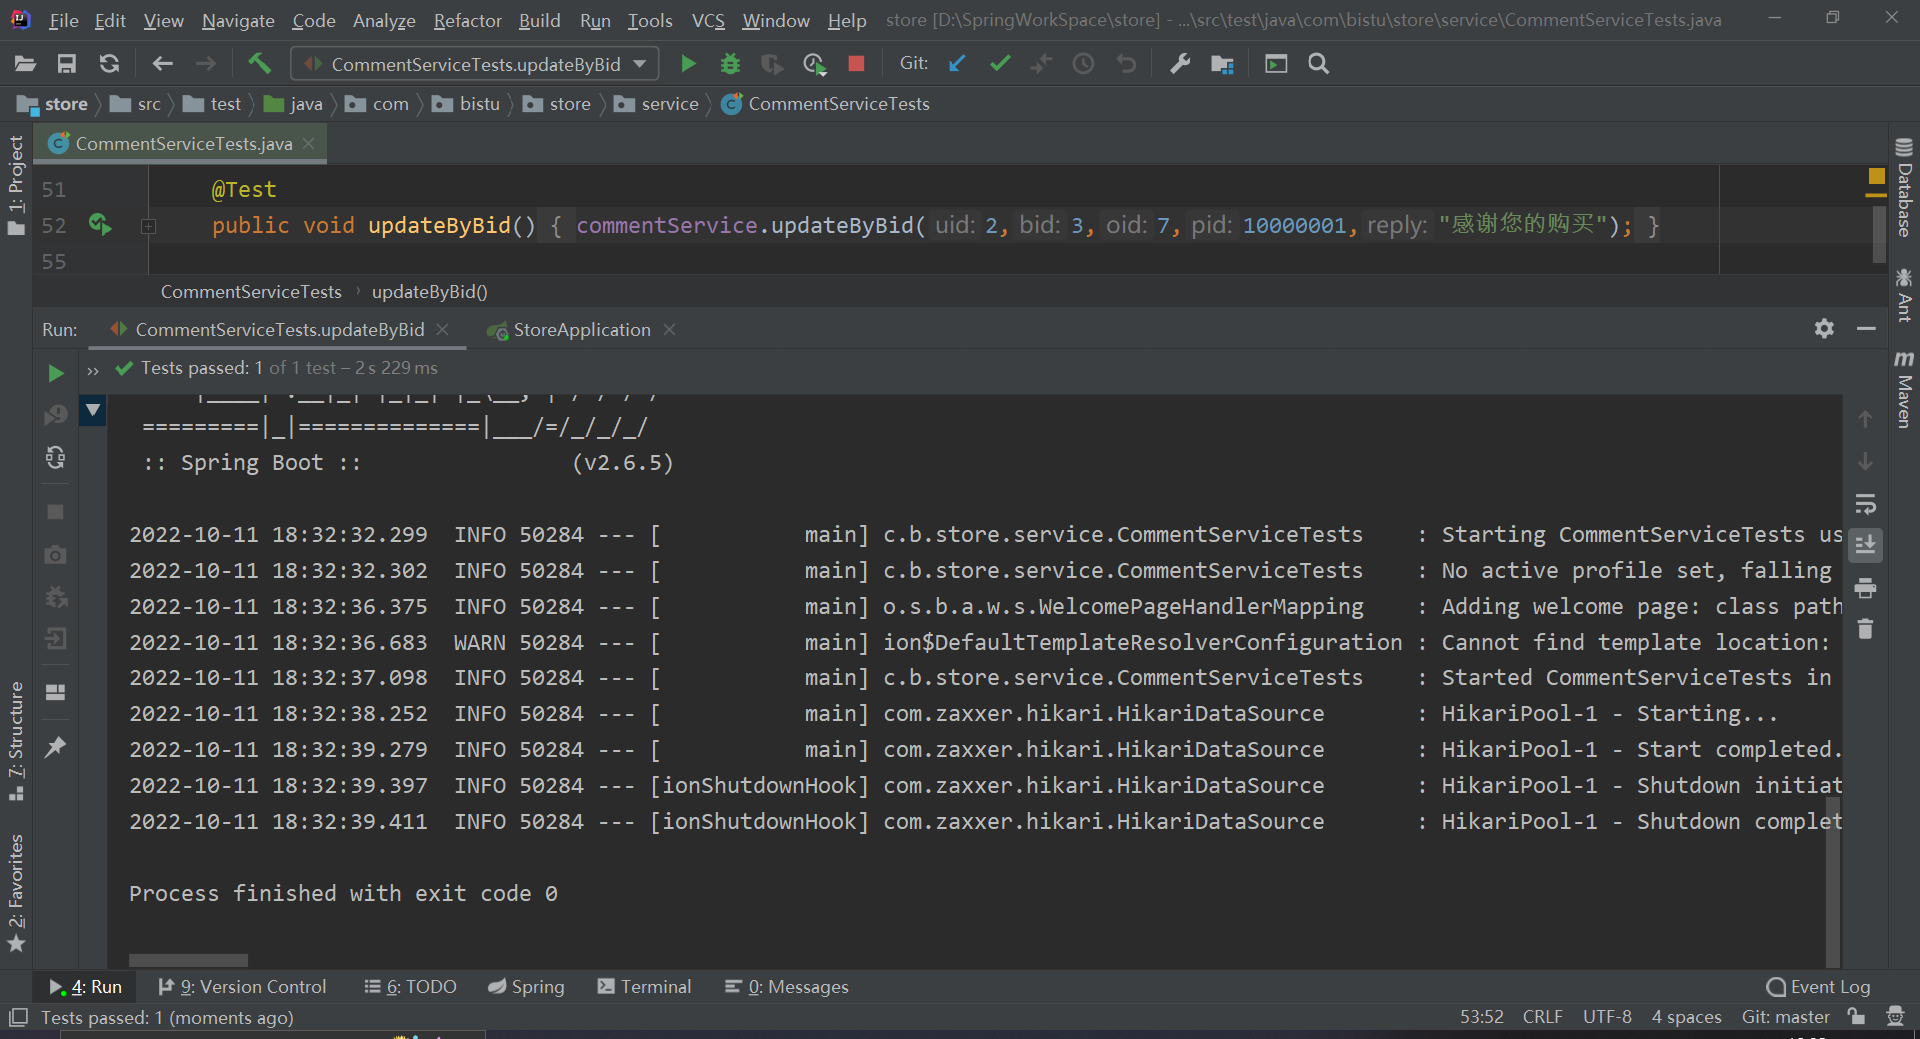 File Edit View Navigate Code Analyze Refactor Build Run Tools VCS Window Help store [D:\SpringWorkSpace\store] - ...\src\test\java\com\bistu\store\service\CommentServiceTests.java
CommentServiceTests.updateByBid Git:
store src test java com bistu store service CommentServiceTests
1: Project
CommentServiceTests.java
51 @Test
52 public void updateByBid() { commentService.updateByBid( uid: 2, bid: 3, oid: 7, pid: 10000001, reply: "感谢您的购买"); }
55
CommentServiceTests › updateByBid()
Database
Ant
Maven
Run: CommentServiceTests.updateByBid StoreApplication
Tests passed: 1 of 1 test – 2 s 229 ms
=========|_|==============|___/=/_/_/_/
:: Spring Boot :: (v2.6.5)
2022-10-11 18:32:32.299 INFO 50284 --- [ main] c.b.store.service.CommentServiceTests : Starting CommentServiceTests us
2022-10-11 18:32:32.302 INFO 50284 --- [ main] c.b.store.service.CommentServiceTests : No active profile set, falling
2022-10-11 18:32:36.375 INFO 50284 --- [ main] o.s.b.a.w.s.WelcomePageHandlerMapping : Adding welcome page: class path
2022-10-11 18:32:36.683 WARN 50284 --- [ main] ion$DefaultTemplateResolverConfiguration : Cannot find template location:
2022-10-11 18:32:37.098 INFO 50284 --- [ main] c.b.store.service.CommentServiceTests : Started CommentServiceTests in
2022-10-11 18:32:38.252 INFO 50284 --- [ main] com.zaxxer.hikari.HikariDataSource : HikariPool-1 - Starting...
2022-10-11 18:32:39.279 INFO 50284 --- [ main] com.zaxxer.hikari.HikariDataSource : HikariPool-1 - Start completed.
2022-10-11 18:32:39.397 INFO 50284 --- [ionShutdownHook] com.zaxxer.hikari.HikariDataSource : HikariPool-1 - Shutdown initiat
2022-10-11 18:32:39.411 INFO 50284 --- [ionShutdownHook] com.zaxxer.hikari.HikariDataSource : HikariPool-1 - Shutdown complet
Process finished with exit code 0
7: Structure
2: Favorites
4: Run 9: Version Control 6: TODO Spring Terminal 0: Messages Event Log
Tests passed: 1 (moments ago) 53:52 CRLF UTF-8 4 spaces Git: master